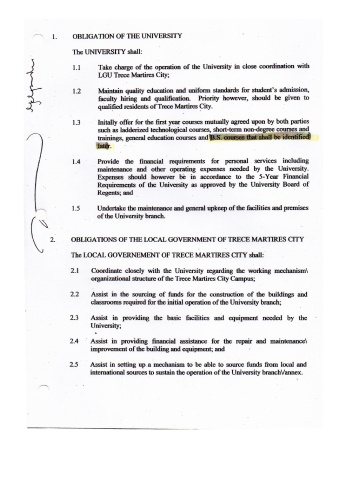 1. OBLIGATION OF THE UNIVERSITY
The UNIVERSITY shall:
1.1 Take charge of the operation of the University in close coordination with
LGU Trece Martires City;
1.2 Maintain quality education and uniform standards for student's admission,
faculty hiring and qualification. Priority however, should be given to
qualified residents of Trece Martires City.
1.3 Initally offer for the first year courses mutually agreed upon by both parties
such as ladderized technological courses, short-term non-degree courses and
trainings, general education courses and B.S. courses that shall be identified
later.
1.4 Provide the financial requirements for personal services including
maintenance and other operating expenses needed by the University.
Expenses should however be in accordance to the 5-Year Financial
Requirements of the University as approved by the University Board of
Regents; and
1.5 Undertake the maintenance and general upkeep of the facilities and premises
of the University branch.
2. OBLIGATIONS OF THE LOCAL GOVERNMENT OF TRECE MARTIRES CITY
The LOCAL GOVERNEMENT OF TRECE MARTIRES CITY shall:
2.1 Coordinate closely with the University regarding the working mechanism\
organizational structure of the Trece Martires City Campus;
2.2 Assist in the sourcing of funds for the construction of the buildings and
classrooms required for the initial operation of the University branch;
2.3 Assist in providing the basic facilities and equipment needed by the
University;
2.4 Assist in providing financial assistance for the repair and maintenance\
improvement of the building and equipment; and
2.5 Assist in setting up a mechanism to be able to source funds from local and
international sources to sustain the operation of the University branch\/annex.